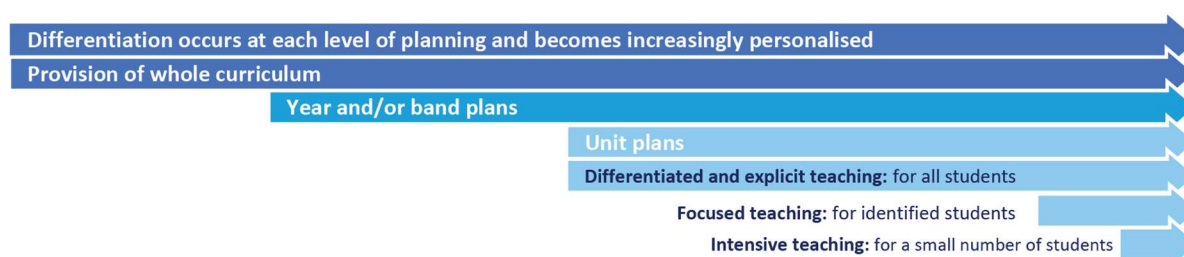 Differentiation occurs at each level of planning and becomes increasingly personalised
Provision of whole curriculum
Year and/or band plans
Unit plans
Differentiated and explicit teaching: for all students
Focused teaching: for identified students
Intensive teaching: for a small number of students